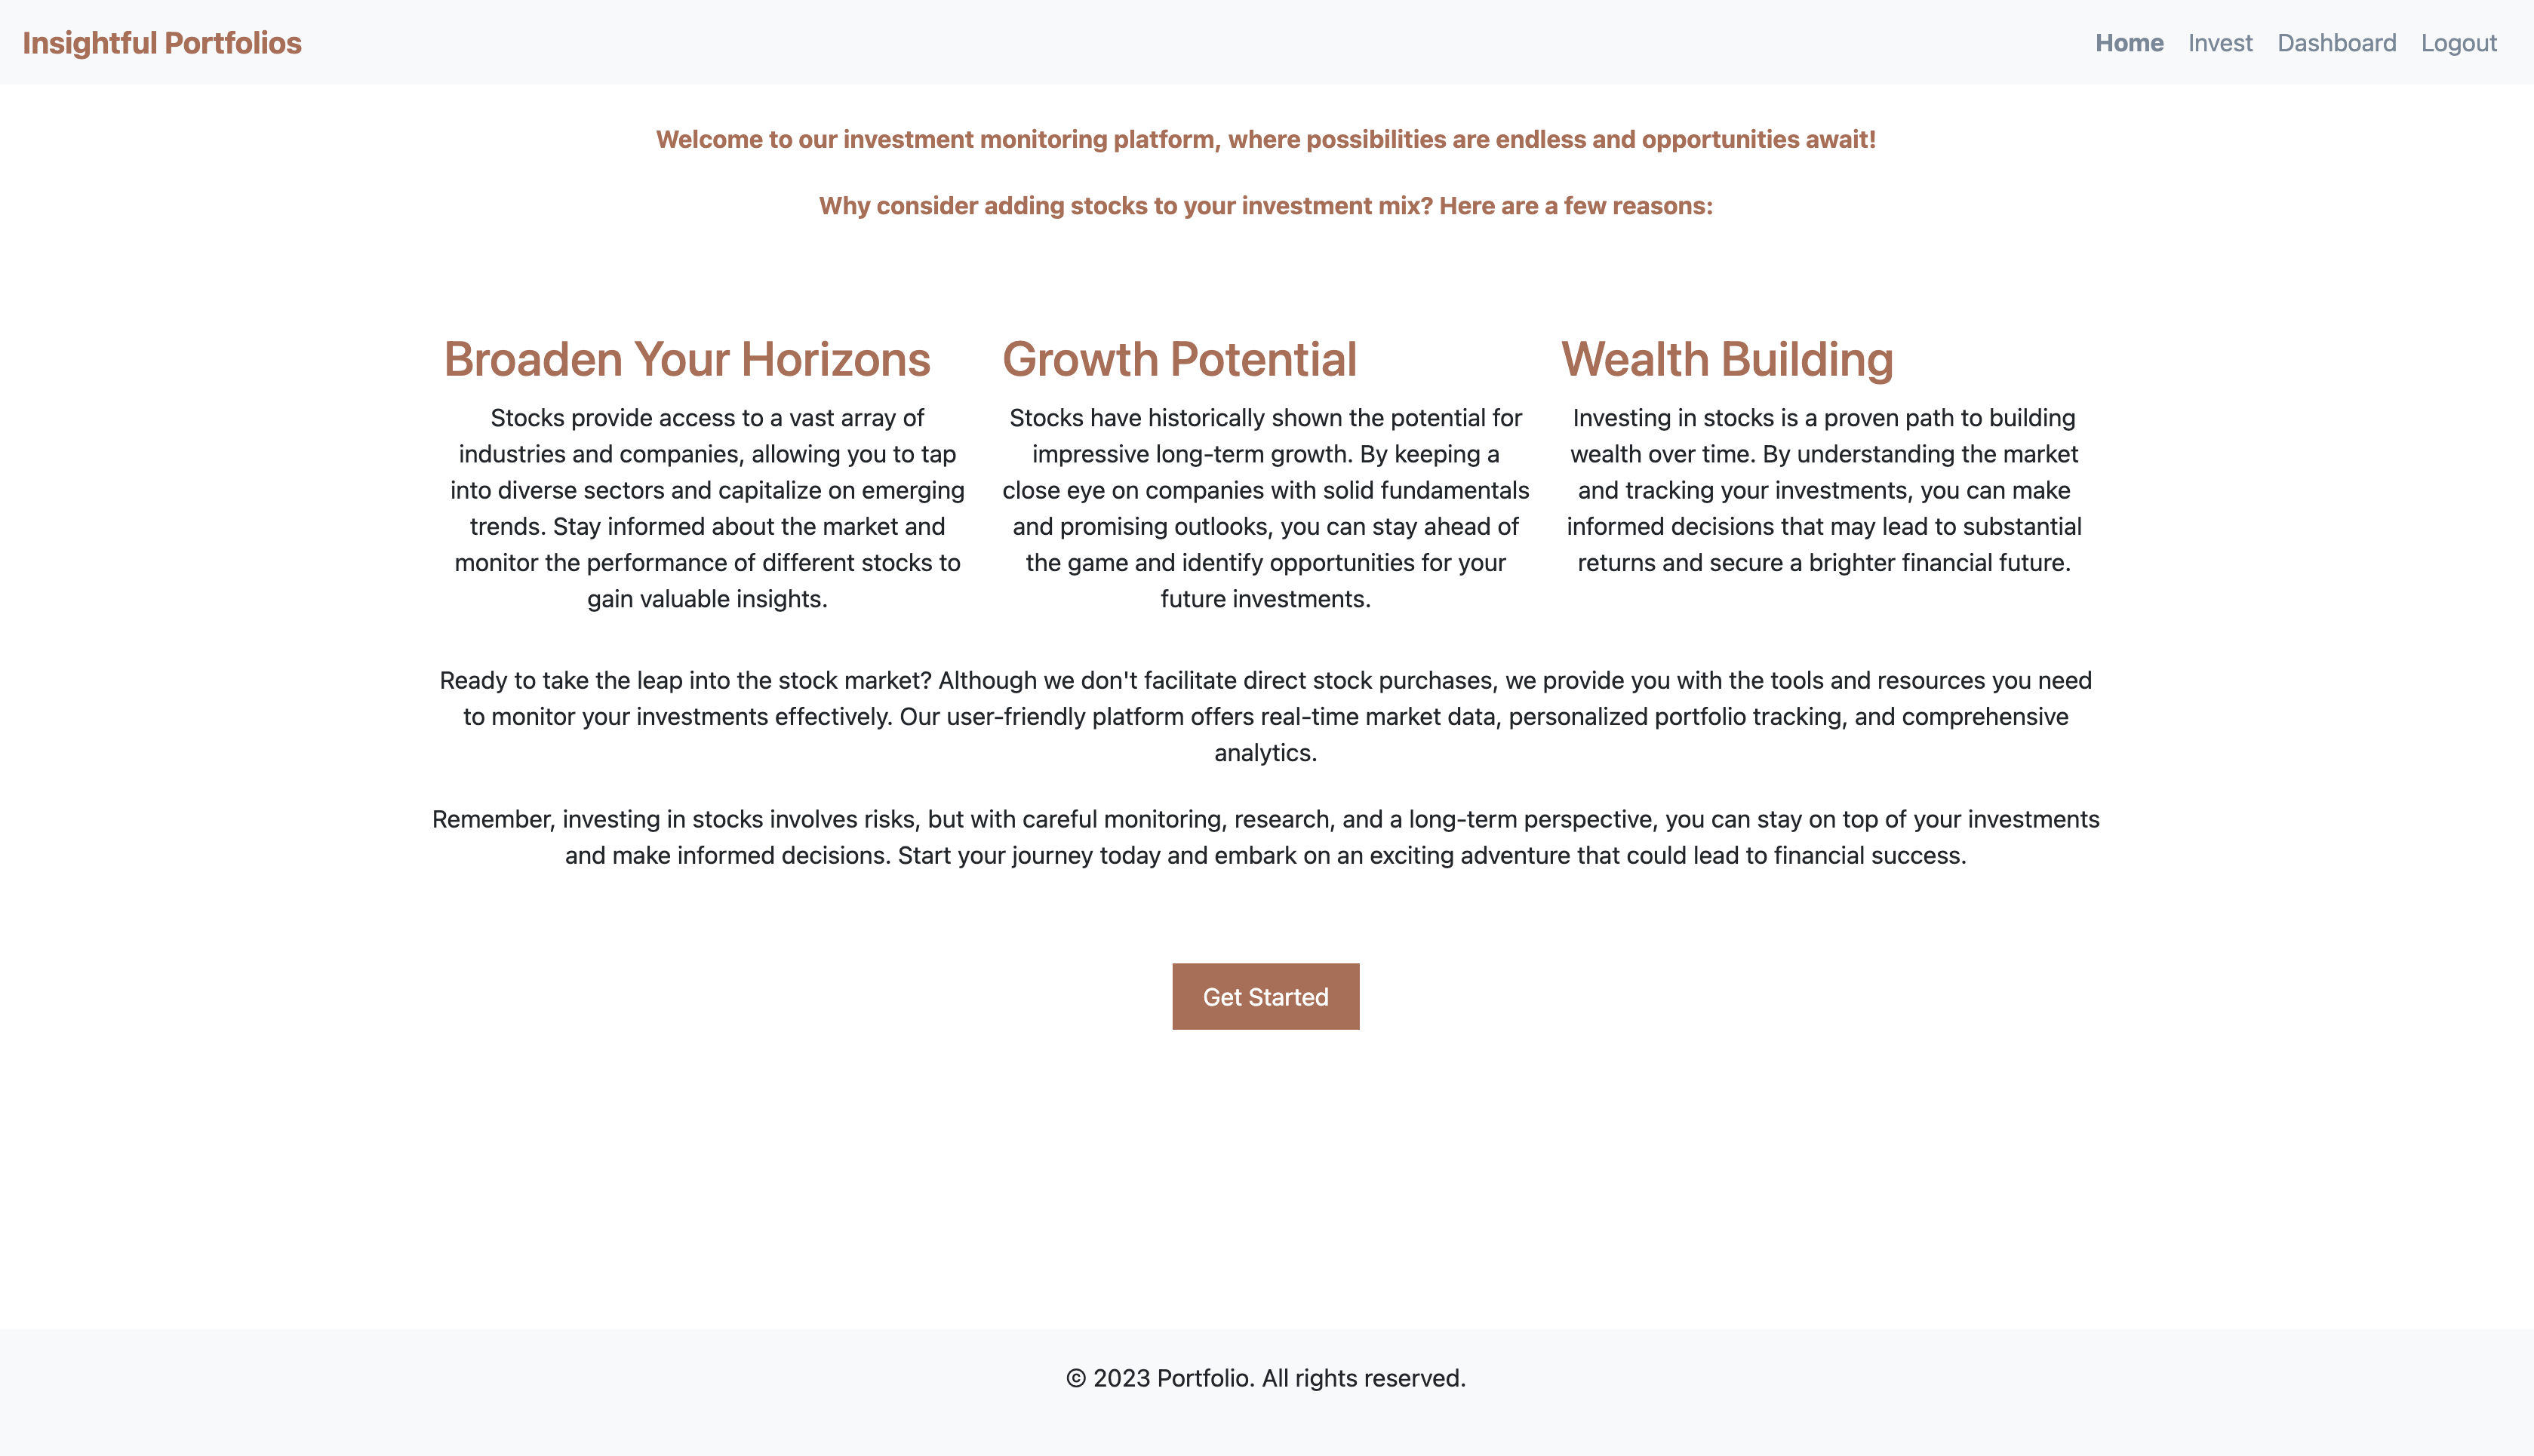 Insightful Portfolios
Home Invest Dashboard Logout
Welcome to our investment monitoring platform, where possibilities are endless and opportunities await!
Why consider adding stocks to your investment mix? Here are a few reasons:
Broaden Your Horizons
Stocks provide access to a vast array of
industries and companies, allowing you to tap
into diverse sectors and capitalize on emerging
trends. Stay informed about the market and
monitor the performance of different stocks to
gain valuable insights.
Growth Potential
Stocks have historically shown the potential for
impressive long-term growth. By keeping a
close eye on companies with solid fundamentals
and promising outlooks, you can stay ahead of
the game and identify opportunities for your
future investments.
Wealth Building
Investing in stocks is a proven path to building
wealth over time. By understanding the market
and tracking your investments, you can make
informed decisions that may lead to substantial
returns and secure a brighter financial future.
Ready to take the leap into the stock market? Although we don't facilitate direct stock purchases, we provide you with the tools and resources you need
to monitor your investments effectively. Our user-friendly platform offers real-time market data, personalized portfolio tracking, and comprehensive
analytics.
Remember, investing in stocks involves risks, but with careful monitoring, research, and a long-term perspective, you can stay on top of your investments
and make informed decisions. Start your journey today and embark on an exciting adventure that could lead to financial success.
Get Started
© 2023 Portfolio. All rights reserved.